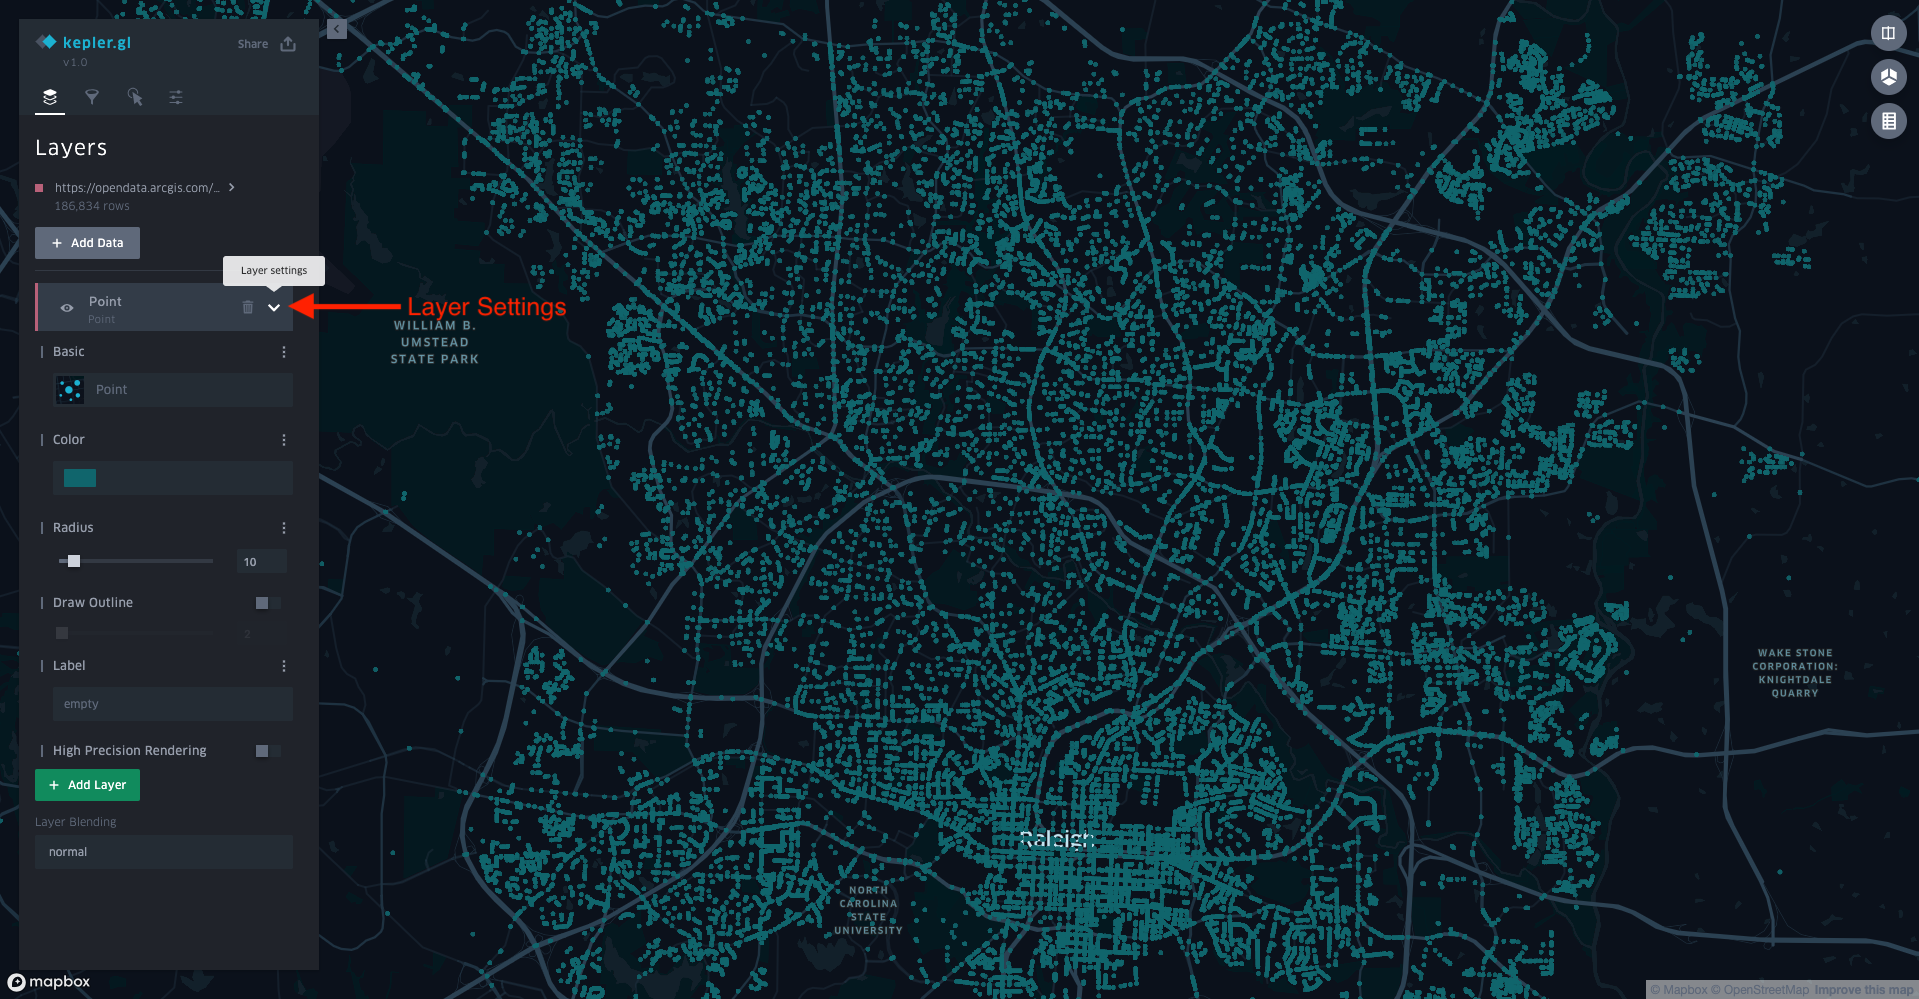 kepler.gl
Share
v1.0
Layers
https://opendata.arcgis.com/...
186,834 rows
+ Add Data
Layer settings
Point
Point
Layer Settings
Basic
Point
Color
Radius
10
Draw Outline
2
Label
empty
High Precision Rendering
+ Add Layer
Layer Blending
normal
WILLIAM B.
UMSTEAD
STATE PARK
WAKE STONE
CORPORATION:
KNIGHTDALE
QUARRY
Raleigh
NORTH
CAROLINA
STATE
UNIVERSITY
mapbox
© Mapbox © OpenStreetMap Improve this map